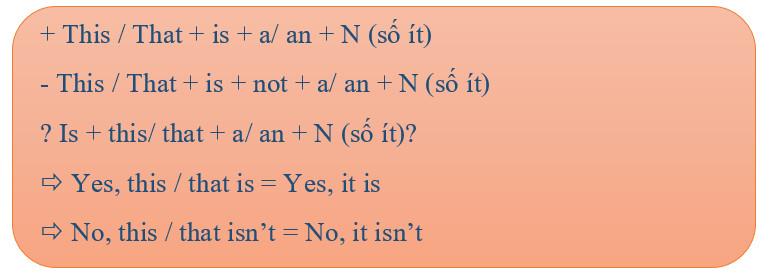 + This / That + is + a/ an + N (số ít)
- This / That + is + not + a/ an + N (số ít)
? Is + this/ that + a/ an + N (số ít)?
⇨ Yes, this / that is = Yes, it is
⇨ No, this / that isn’t = No, it isn’t